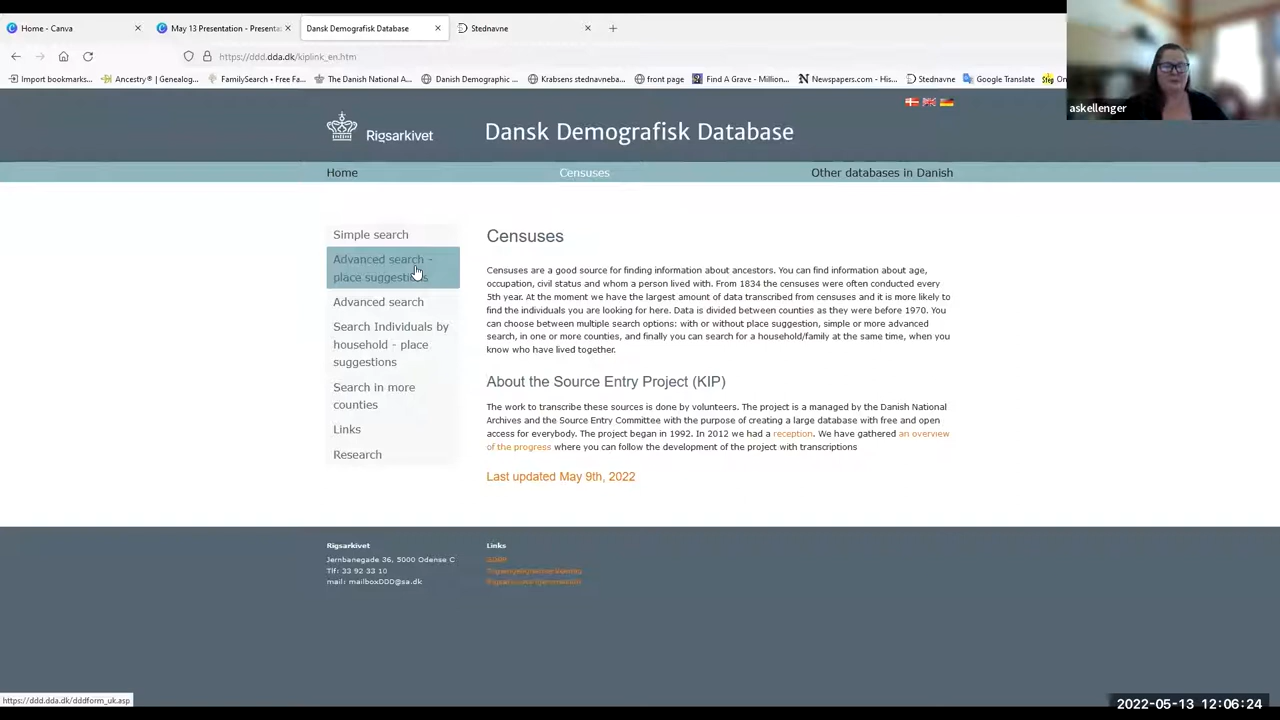 Home - Canva
May 13 Presentation - Presenta
Dansk Demografisk Database
Stednavne
https://ddd.dda.dk/kiplink_en.htm
Import bookmarks...
Ancestry® | Genealog...
FamilySearch • Free Fa...
The Danish National A...
Danish Demographic ...
Krabsens stednavneba...
front page
Find A Grave - Million...
Newspapers.com - His...
Stednavne
Google Translate
askellenger
Rigsarkivet
Dansk Demografisk Database
Home
Censuses
Other databases in Danish
Simple search
Advanced search -
place suggestions
Advanced search
Search Individuals by
household - place
suggestions
Search in more
counties
Links
Research
Censuses
Censuses are a good source for finding information about ancestors. You can find information about age,
occupation, civil status and whom a person lived with. From 1834 the censuses were often conducted every
5th year. At the moment we have the largest amount of data transcribed from censuses and it is more likely to
find the individuals you are looking for here. Data is divided between counties as they were before 1970. You
can choose between multiple search options: with or without place suggestion, simple or more advanced
search, in one or more counties, and finally you can search for a household/family at the same time, when you
know who have lived together.
About the Source Entry Project (KIP)
The work to transcribe these sources is done by volunteers. The project is a managed by the Danish National
Archives and the Source Entry Committee with the purpose of creating a large database with free and open
access for everybody. The project began in 1992. In 2012 we had a reception. We have gathered an overview
of the progress where you can follow the development of the project with transcriptions
Last updated May 9th, 2022
Rigsarkivet
Jernbanegade 36, 5000 Odense C
Tlf: 33 92 33 10
mail: mailboxDDD@sa.dk
Links
https://ddd.dda.dk/dddform_uk.asp
2022-05-13 12:06:24